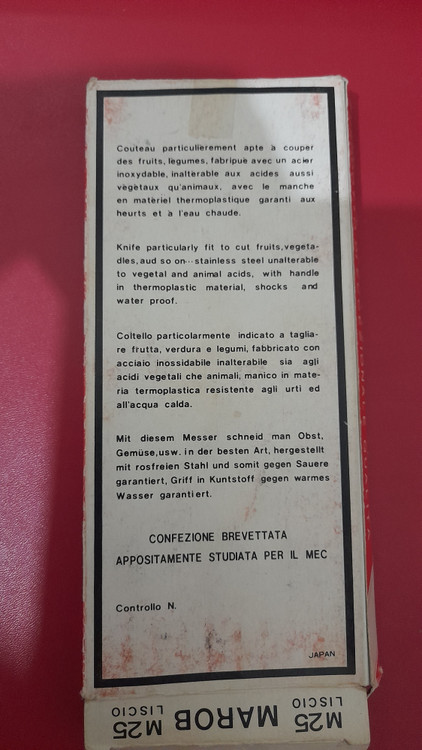 Couteau particulierement apte à couper
des fruits, legumes, fabripue avec un acier
inoxydable, inalterable aux acides aussi
vègètaux qu'animaux, avec le manche
en matèriel thermoplastique garanti aux
heurts et à l'eau chaude.
Knife particularly fit to cut fruits,vegeta-
dles, aud so on···stainless steel unalterable
to vegetal and animal acids, with handle
in thermoplastic material, shocks and
water proof.
Coltello particolarmente indicato a taglia-
re frutta, verdura e legumi, fabbricato con
acciaio inossidabile inalterabile sia agli
acidi vegetali che animali, manico in mate-
ria termoplastica resistente agli urti ed
all'acqua calda.
Mit diesem Messer schneid man Obst,
Gemüse,usw. in der besten Art, hergestellt
mit rosfreien Stahl und somit gegen Sauere
garantiert, Griff in Kuntstoff gegen warmes
Wasser garantiert.
CONFEZIONE BREVETTATA
APPOSITAMENTE STUDIATA PER IL MEC
Controllo N.
JAPAN
M25 LISCIO MAROB M25 LISCIO